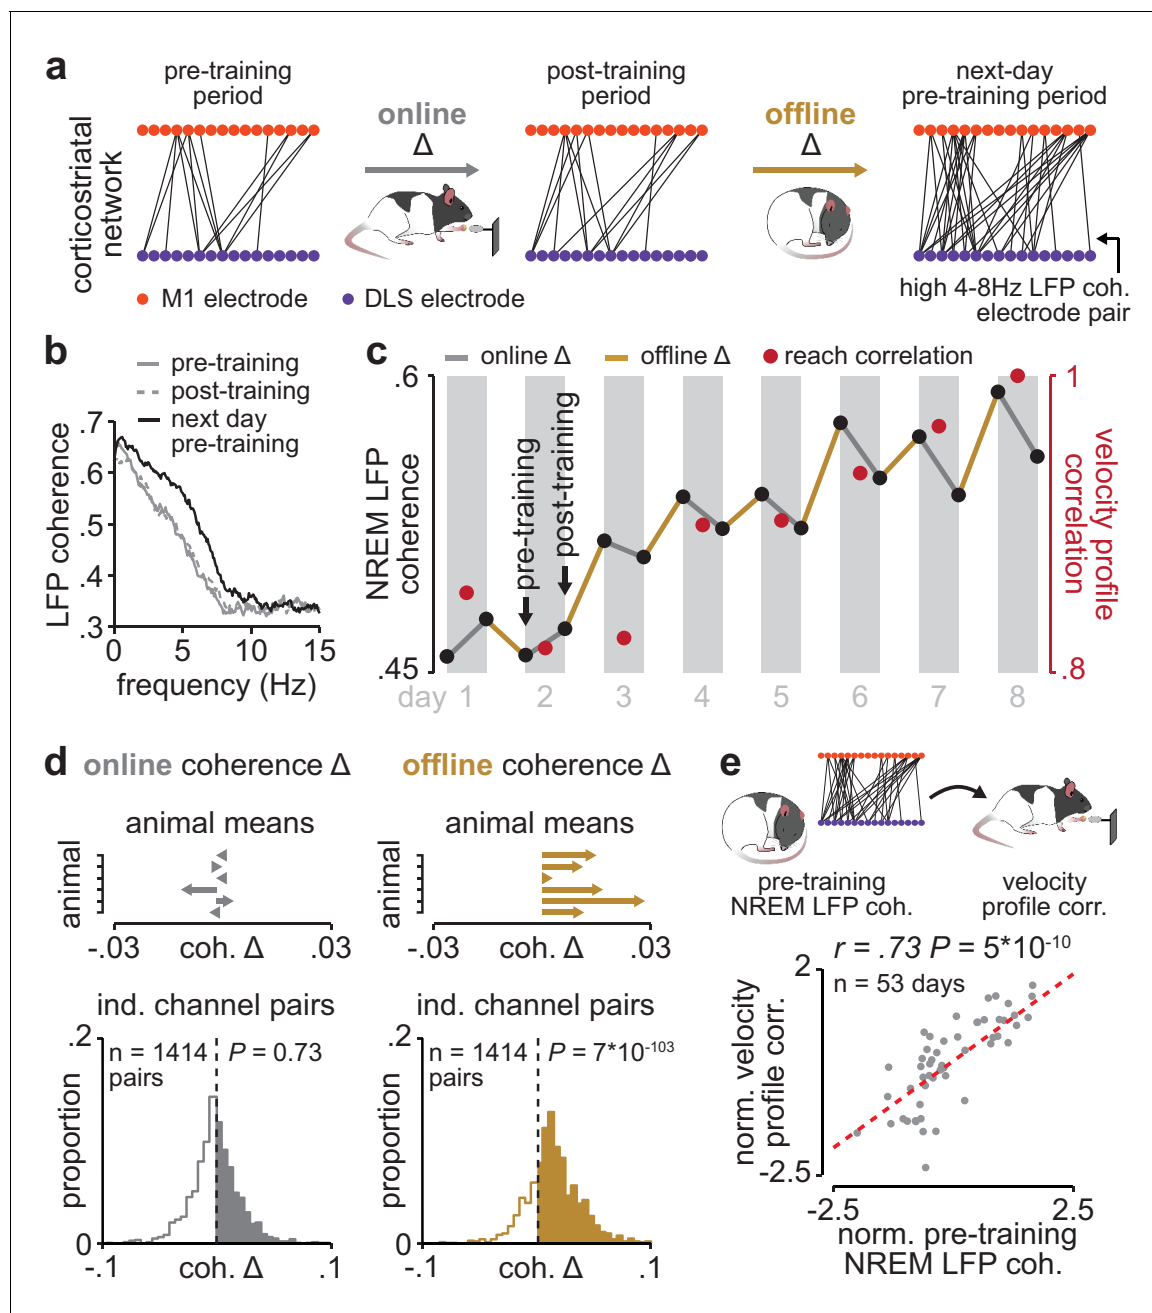 a
pre-training
period
online
Δ
post-training
period
offline
Δ
next-day
pre-training period
corticostriatal
network
M1 electrode
DLS electrode
high 4-8Hz LFP coh.
electrode pair
b
pre-training
post-training
next day
pre-training
LFP coherence
.7
.6
.5
.4
.3
0
5
10
15
frequency (Hz)
c
online Δ
offline Δ
reach correlation
NREM LFP
coherence
.6
.45
pre-training
post-training
1
.8
velocity profile
correlation
day
1
2
3
4
5
6
7
8
d
online coherence Δ
animal means
animal
-.03
coh. Δ
.03
ind. channel pairs
.2
n = 1414
pairs
P = 0.73
proportion
0
-.1
coh. Δ
.1
offline coherence Δ
animal means
animal
-.03
coh. Δ
.03
ind. channel pairs
.2
n = 1414
pairs
P = 7*10-103
proportion
0
-.1
coh. Δ
.1
e
pre-training
NREM LFP coh.
velocity
profile corr.
r = .73 P = 5*10-10
n = 53 days
2
norm. velocity
profile corr.
-2.5
-2.5
2.5
norm. pre-training
NREM LFP coh.